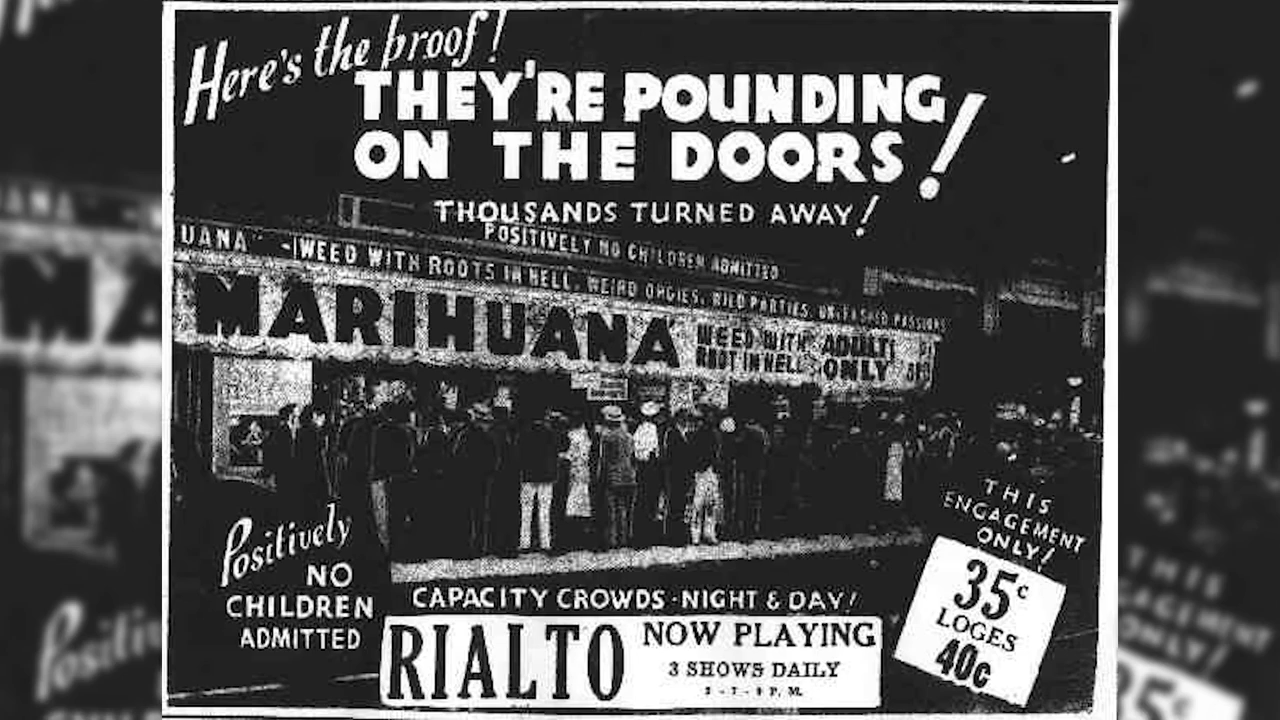 Here's the proof!
THEY'RE POUNDING
ON THE DOORS!
THOUSANDS TURNED AWAY!
POSITIVELY NO CHILDREN ADMITTED
UANA" - WEED WITH ROOTS IN HELL. WEIRD ORGIES. WILD PARTIES. UNLEASHED PASSIONS
MARIHUANA
WEED WITH ADULTS
ROOT IN HELL ONLY
Positively
NO
CHILDREN
ADMITTED
THIS
ENGAGEMENT
ONLY!
35c
LOGES
40c
CAPACITY CROWDS - NIGHT & DAY!
RIALTO
NOW PLAYING
3 SHOWS DAILY
P.M.